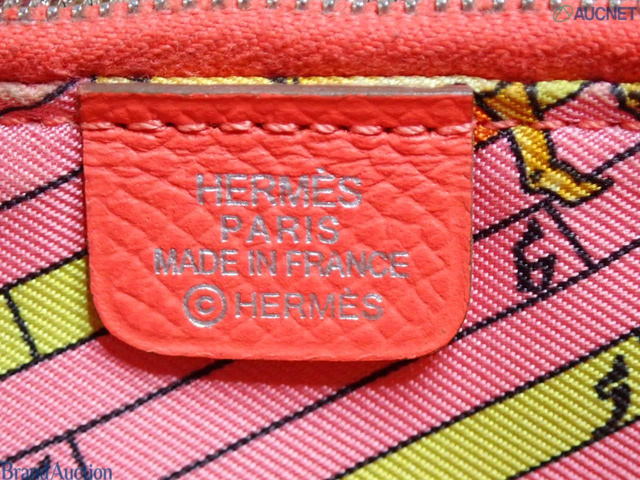 AUCNET
HERMÈS
PARIS
MADE IN FRANCE
©HERMÈS
BrandAuction